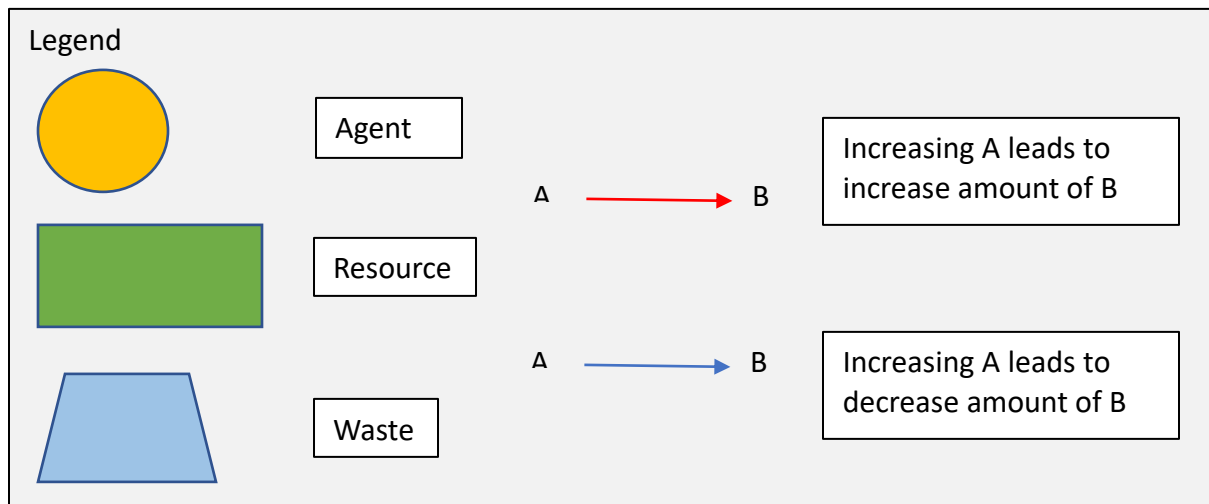 Legend
Agent
A
B
Increasing A leads to
increase amount of B
Resource
A
B
Increasing A leads to
decrease amount of B
Waste